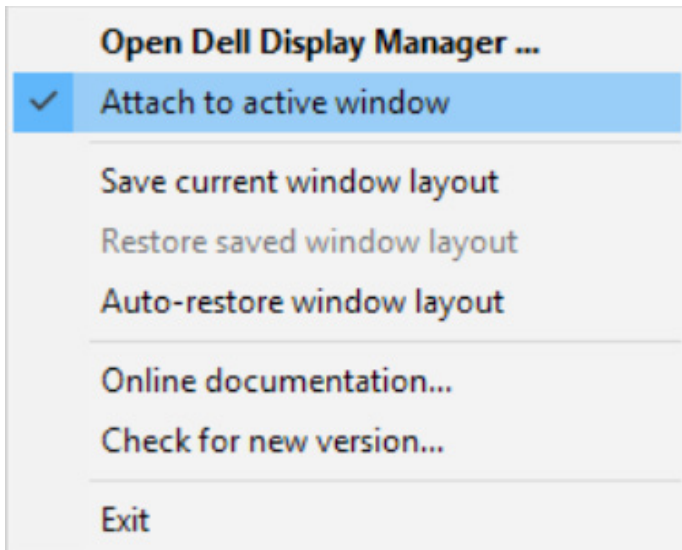 Open Dell Display Manager ...
Attach to active window
Save current window layout
Restore saved window layout
Auto-restore window layout
Online documentation...
Check for new version...
Exit